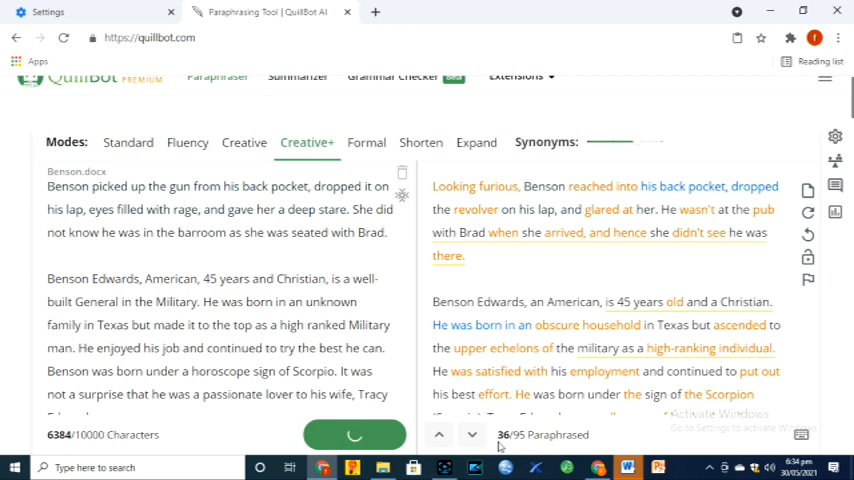 Settings
Paraphrasing Tool | QuillBot AI
https://quillbot.com
Apps
Reading list
QuillBot PREMIUM
Paraphraser
Summarizer
Grammar Checker Beta
Extensions
Modes: Standard Fluency Creative Creative+ Formal Shorten Expand Synonyms:
Benson.docx
Benson picked up the gun from his back pocket, dropped it on
his lap, eyes filled with rage, and gave her a deep stare. She did
not know he was in the barroom as she was seated with Brad.
Benson Edwards, American, 45 years and Christian, is a well-
built General in the Military. He was born in an unknown
family in Texas but made it to the top as a high ranked Military
man. He enjoyed his job and continued to try the best he can.
Benson was born under a horoscope sign of Scorpio. It was
not a surprise that he was a passionate lover to his wife, Tracy
6384/10000 Characters
Looking furious, Benson reached into his back pocket, dropped
the revolver on his lap, and glared at her. He wasn't at the pub
with Brad when she arrived, and hence she didn't see he was
there.
Benson Edwards, an American, is 45 years old and a Christian.
He was born in an obscure household in Texas but ascended to
the upper echelons of the military as a high-ranking individual.
He was satisfied with his employment and continued to put out
his best effort. He was born under the sign of the Scorpion
36/95 Paraphrased
Activate Windows
Go to Settings to activate Windows.
Type here to search
6:34 pm
30/05/2021